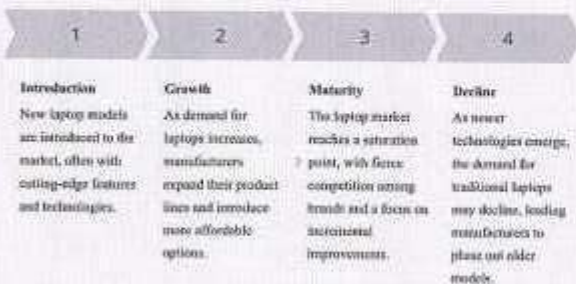 1
2
3
4
Introduction
New laptop models
are introduced to the
market, often with
cutting-edge features
and technologies.
Growth
As demand for
laptops increases,
manufacturers
expand their product
lines and introduce
more affordable
options.
Maturity
The laptop market
reaches a saturation
point, with fierce
competition among
brands and a focus on
incremental
improvements.
Decline
As newer
technologies emerge,
the demand for
traditional laptops
may decline, leading
manufacturers to
phase out older
models.